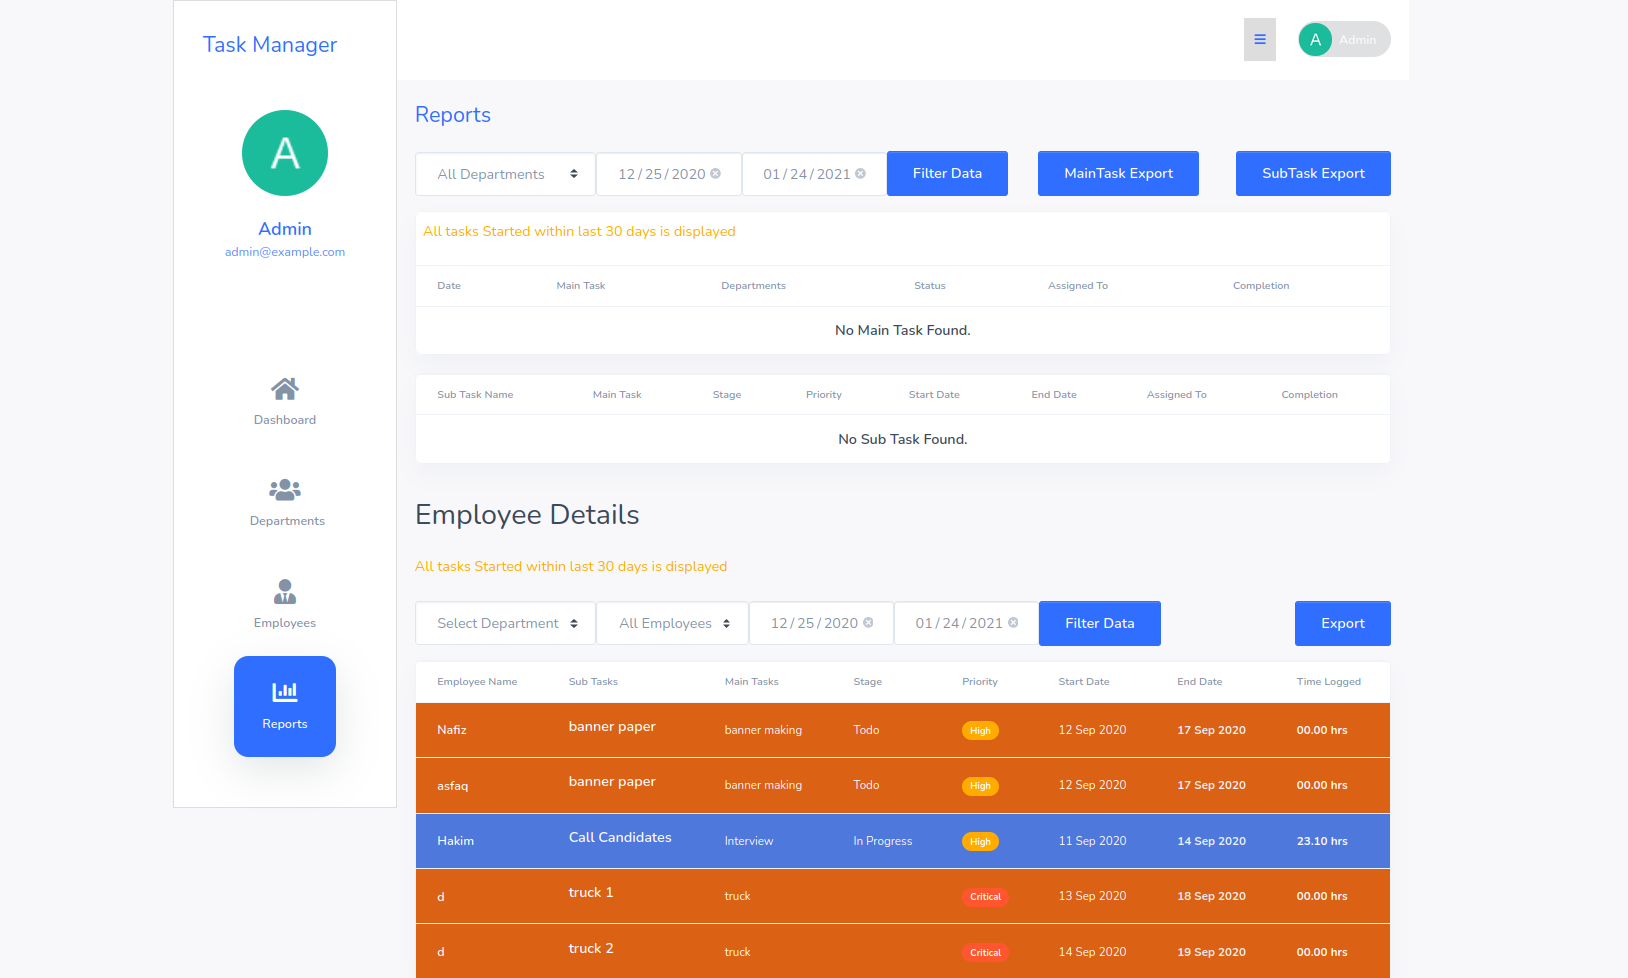 Task Manager
A
Admin
A
Admin
admin@example.com
Dashboard
Departments
Employees
Reports
Reports
All Departments 12 / 25 / 2020 01 / 24 / 2021 Filter Data MainTask Export SubTask Export
All tasks Started within last 30 days is displayed
Date Main Task Departments Status Assigned To Completion
No Main Task Found.
Sub Task Name Main Task Stage Priority Start Date End Date Assigned To Completion
No Sub Task Found.
Employee Details
All tasks Started within last 30 days is displayed
Select Department All Employees 12 / 25 / 2020 01 / 24 / 2021 Filter Data Export
Employee Name Sub Tasks Main Tasks Stage Priority Start Date End Date Time Logged
Nafiz banner paper banner making Todo High 12 Sep 2020 17 Sep 2020 00.00 hrs
asfaq banner paper banner making Todo High 12 Sep 2020 17 Sep 2020 00.00 hrs
Hakim Call Candidates Interview In Progress High 11 Sep 2020 14 Sep 2020 23.10 hrs
d truck 1 truck Critical 13 Sep 2020 18 Sep 2020 00.00 hrs
d truck 2 truck Critical 14 Sep 2020 19 Sep 2020 00.00 hrs